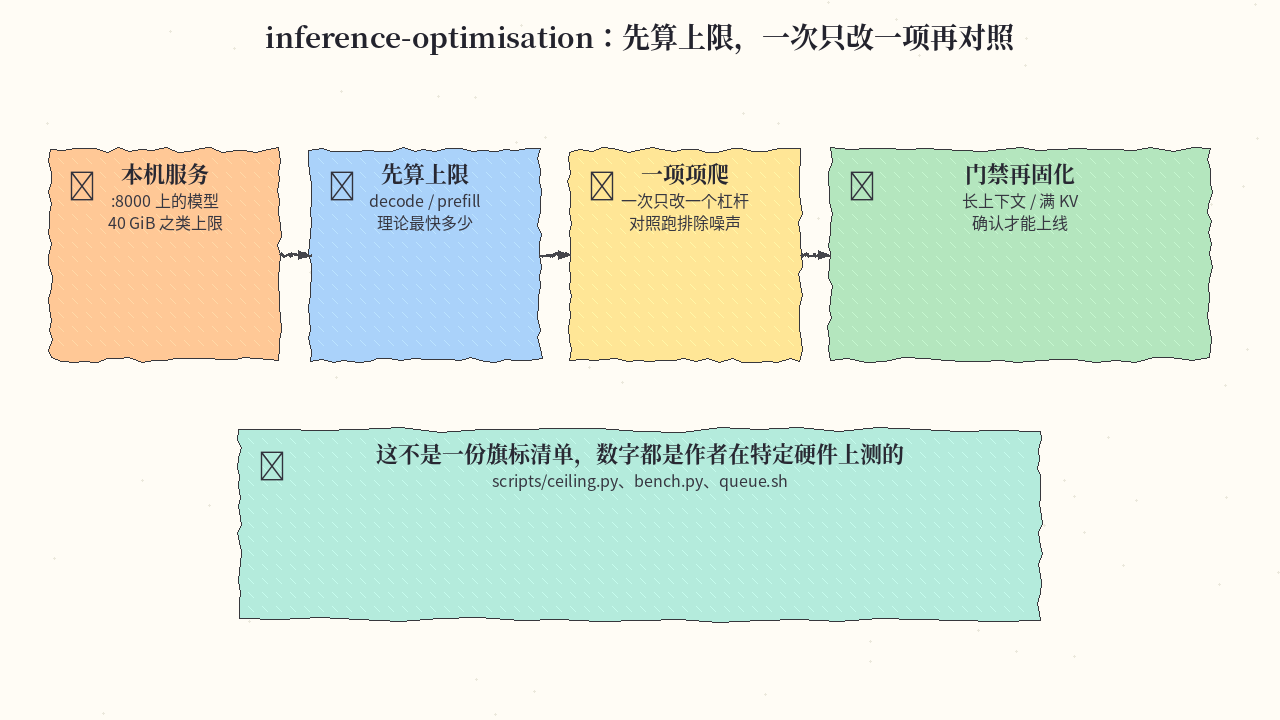 inference-optimisation：先算上限，一次只改一项再对照
本机服务
:8000 上的模型
40 GiB 之类上限
先算上限
decode / prefill
理论最快多少
一项项爬
一次只改一个杠杆
对照跑排除噪声
门禁再固化
长上下文 / 满 KV
确认才能上线
这不是一份旗标清单，数字都是作者在特定硬件上测的
scripts/ceiling.py、bench.py、queue.sh